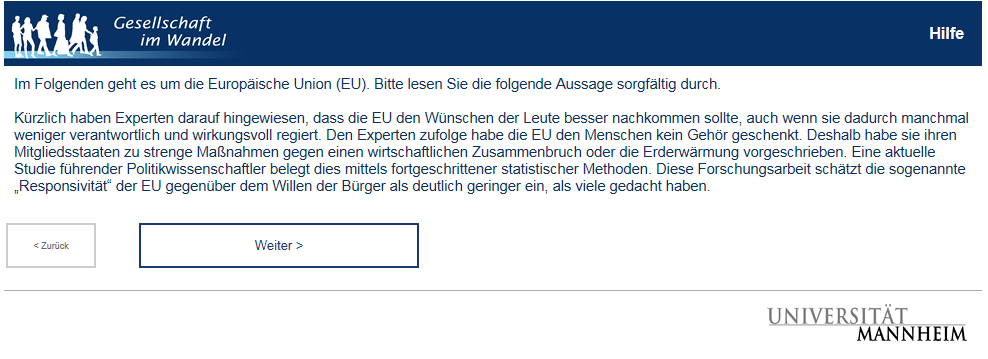 Gesellschaft
im Wandel
Hilfe
Im Folgenden geht es um die Europäische Union (EU). Bitte lesen Sie die folgende Aussage sorgfältig durch.
Kürzlich haben Experten darauf hingewiesen, dass die EU den Wünschen der Leute besser nachkommen sollte, auch wenn sie dadurch manchmal
weniger verantwortlich und wirkungsvoll regiert. Den Experten zufolge habe die EU den Menschen kein Gehör geschenkt. Deshalb habe sie ihren
Mitgliedsstaaten zu strenge Maßnahmen gegen einen wirtschaftlichen Zusammenbruch oder die Erderwärmung vorgeschrieben. Eine aktuelle
Studie führender Politikwissenschaftler belegt dies mittels fortgeschrittener statistischer Methoden. Diese Forschungsarbeit schätzt die sogenannte
„Responsivität“ der EU gegenüber dem Willen der Bürger als deutlich geringer ein, als viele gedacht haben.
< Zurück
Weiter >
UNIVERSITÄT
MANNHEIM